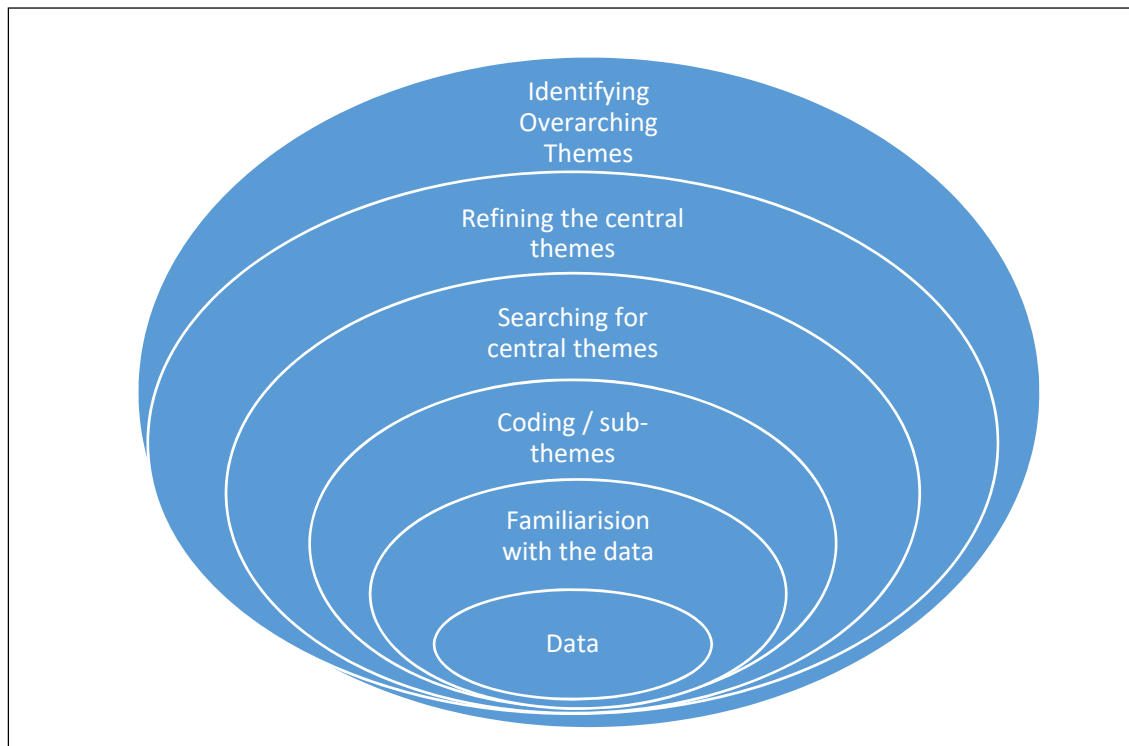 Identifying
Overarching
Themes
Refining the central
themes
Searching for
central themes
Coding / sub-
themes
Familiarision
with the data
Data